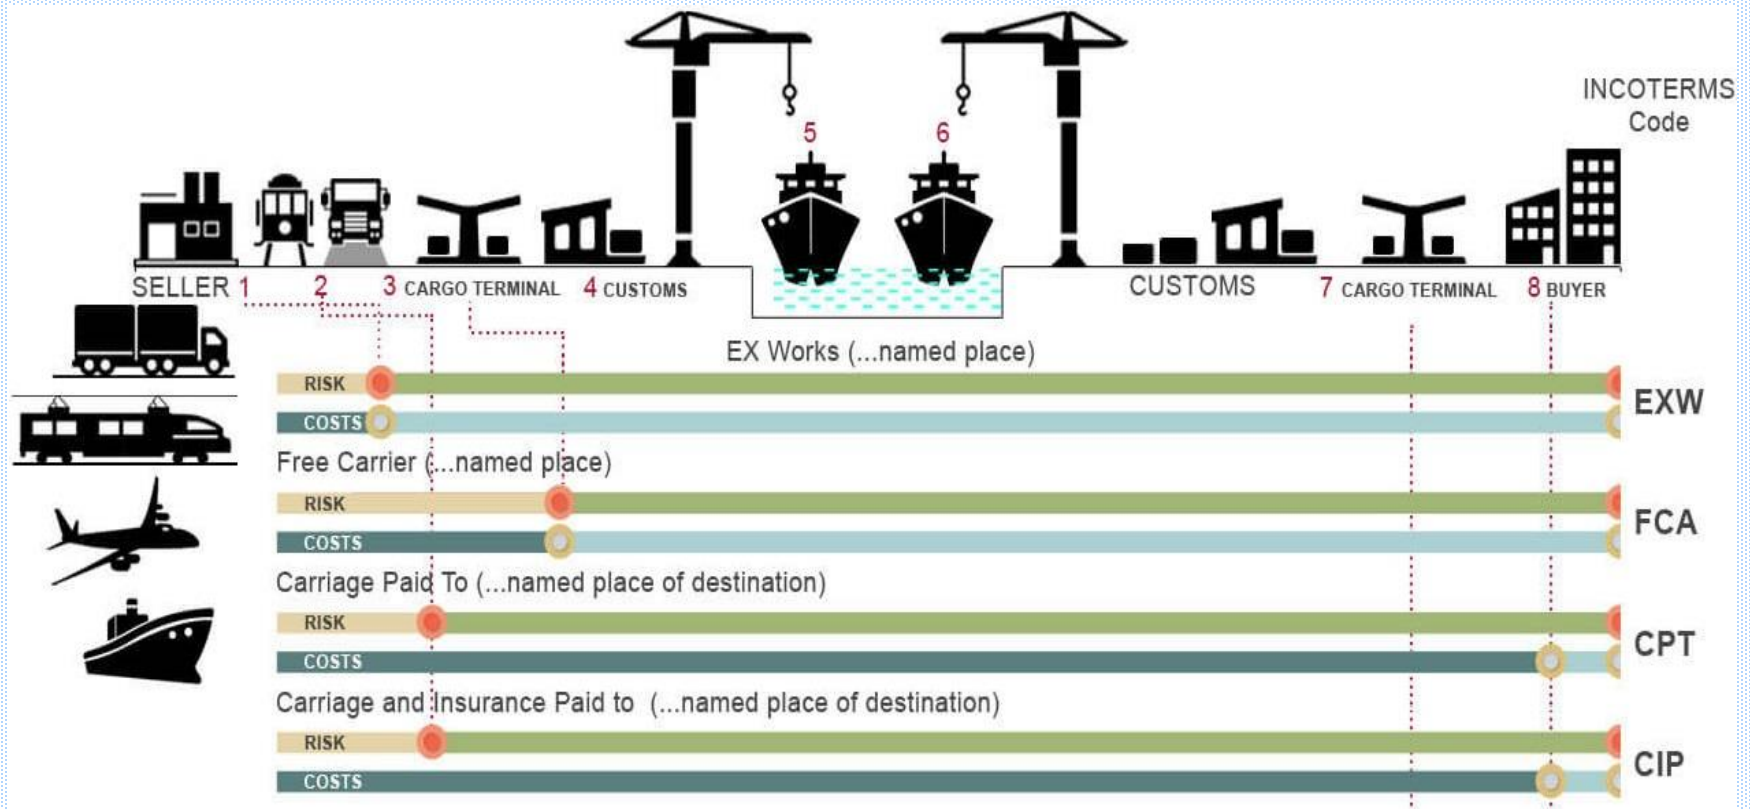 INCOTERMS
Code
5 6
SELLER 1 2 3 CARGO TERMINAL 4 CUSTOMS CUSTOMS 7 CARGO TERMINAL 8 BUYER
EX Works (...named place)
RISK
EXW
COSTS
Free Carrier (...named place)
RISK
FCA
COSTS
Carriage Paid To (...named place of destination)
RISK
CPT
COSTS
Carriage and Insurance Paid to (...named place of destination)
RISK
CIP
COSTS